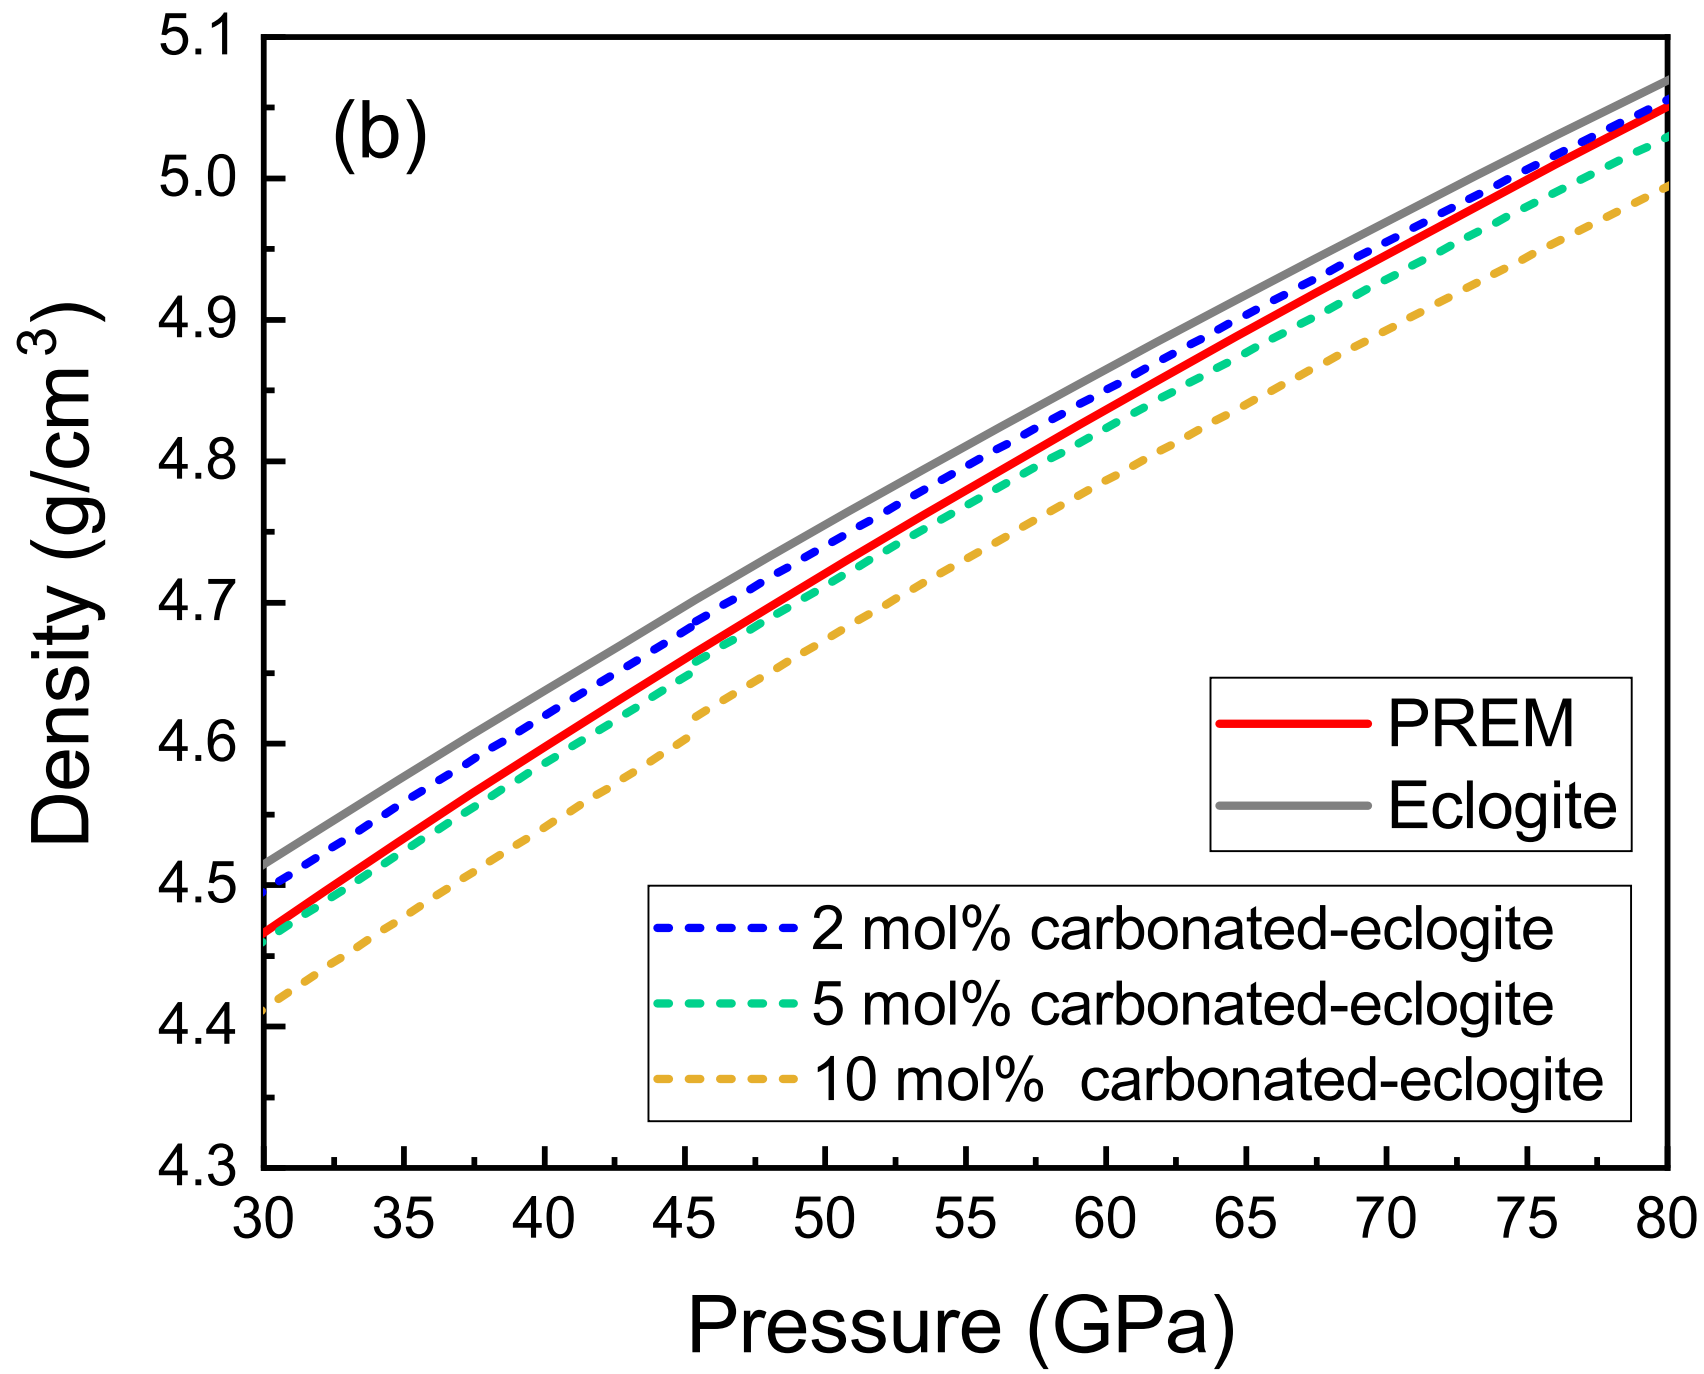 5.1
(b)
5.0
4.9
4.8
4.7
4.6
4.5
4.4
4.3
Density (g/cm³)
PREM
Eclogite
2 mol% carbonated-eclogite
5 mol% carbonated-eclogite
10 mol%  carbonated-eclogite
30 35 40 45 50 55 60 65 70 75 80
Pressure (GPa)